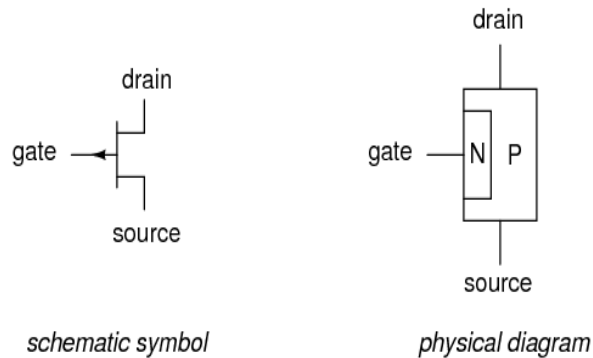 drain
gate
source
schematic symbol
drain
gate
N
P
source
physical diagram